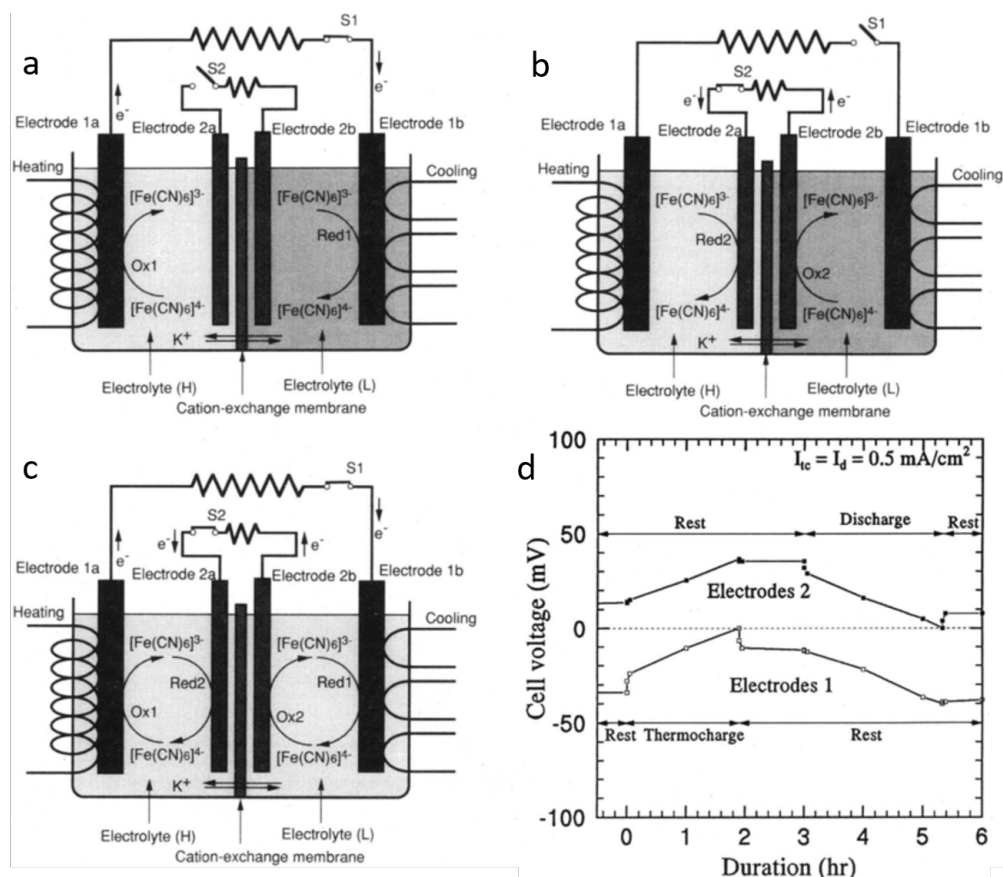 a
S1
S2
e-
e-
Electrode 1a
Electrode 2a
Electrode 2b
Electrode 1b
Heating
Cooling
[Fe(CN)6]3-
[Fe(CN)6]3-
Ox1
Red1
[Fe(CN)6]4-
[Fe(CN)6]4-
K+
Electrolyte (H)
Electrolyte (L)
Cation-exchange membrane
b
S1
S2
e-
e-
Electrode 1a
Electrode 2a
Electrode 2b
Electrode 1b
Heating
Cooling
[Fe(CN)6]3-
[Fe(CN)6]3-
Red2
Ox2
[Fe(CN)6]4-
[Fe(CN)6]4-
K+
Electrolyte (H)
Electrolyte (L)
Cation-exchange membrane
c
S1
S2
e-
e-
e-
e-
Electrode 1a
Electrode 2a
Electrode 2b
Electrode 1b
Heating
Cooling
[Fe(CN)6]3-
[Fe(CN)6]3-
Ox1
Red2
Ox2
Red1
[Fe(CN)6]4-
[Fe(CN)6]4-
K+
Electrolyte (H)
Electrolyte (L)
Cation-exchange membrane
d
Itc = Id = 0.5 mA/cm2
Rest
Discharge
Rest
Electrodes 2
Electrodes 1
Rest
Thermocharge
Rest
Cell voltage (mV)
100
50
0
-50
-100
0 1 2 3 4 5 6
Duration (hr)